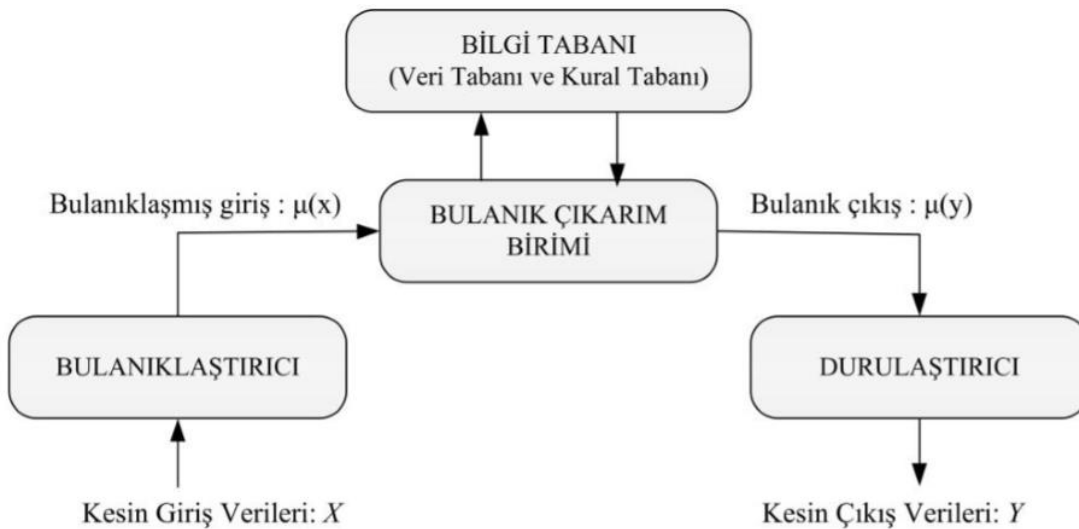 BİLGİ TABANI
(Veri Tabanı ve Kural Tabanı)
Bulanıklaşmış giriş : μ(x)
BULANIK ÇIKARIM
BİRİMİ
Bulanık çıkış : μ(y)
BULANIKLAŞTIRICI
DURULAŞTIRICI
Kesin Giriş Verileri: X
Kesin Çıkış Verileri: Y